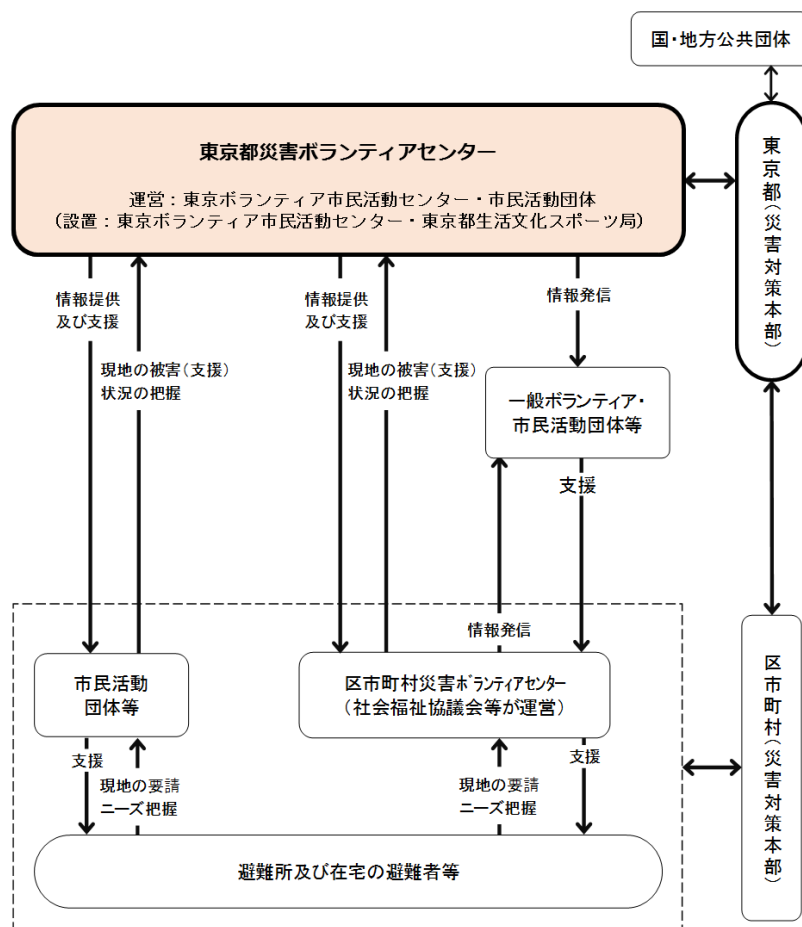 国・地方公共団体
東京都災害ボランティアセンター
運営：東京ボランティア市民活動センター・市民活動団体
（設置：東京ボランティア市民活動センター・東京都生活文化スポーツ局）
東京都（災害対策本部）
情報提供
及び支援
現地の被害（支援）
状況の把握
情報提供
及び支援
現地の被害（支援）
状況の把握
情報発信
一般ボランティア・
市民活動団体等
支援
情報発信
市民活動
団体等
区市町村災害ﾎﾞランティアセンター
（社会福祉協議会等が運営）
区市町村（災害対策本部）
支援
現地の要請
ニーズ把握
現地の要請
ニーズ把握
支援
避難所及び在宅の避難者等